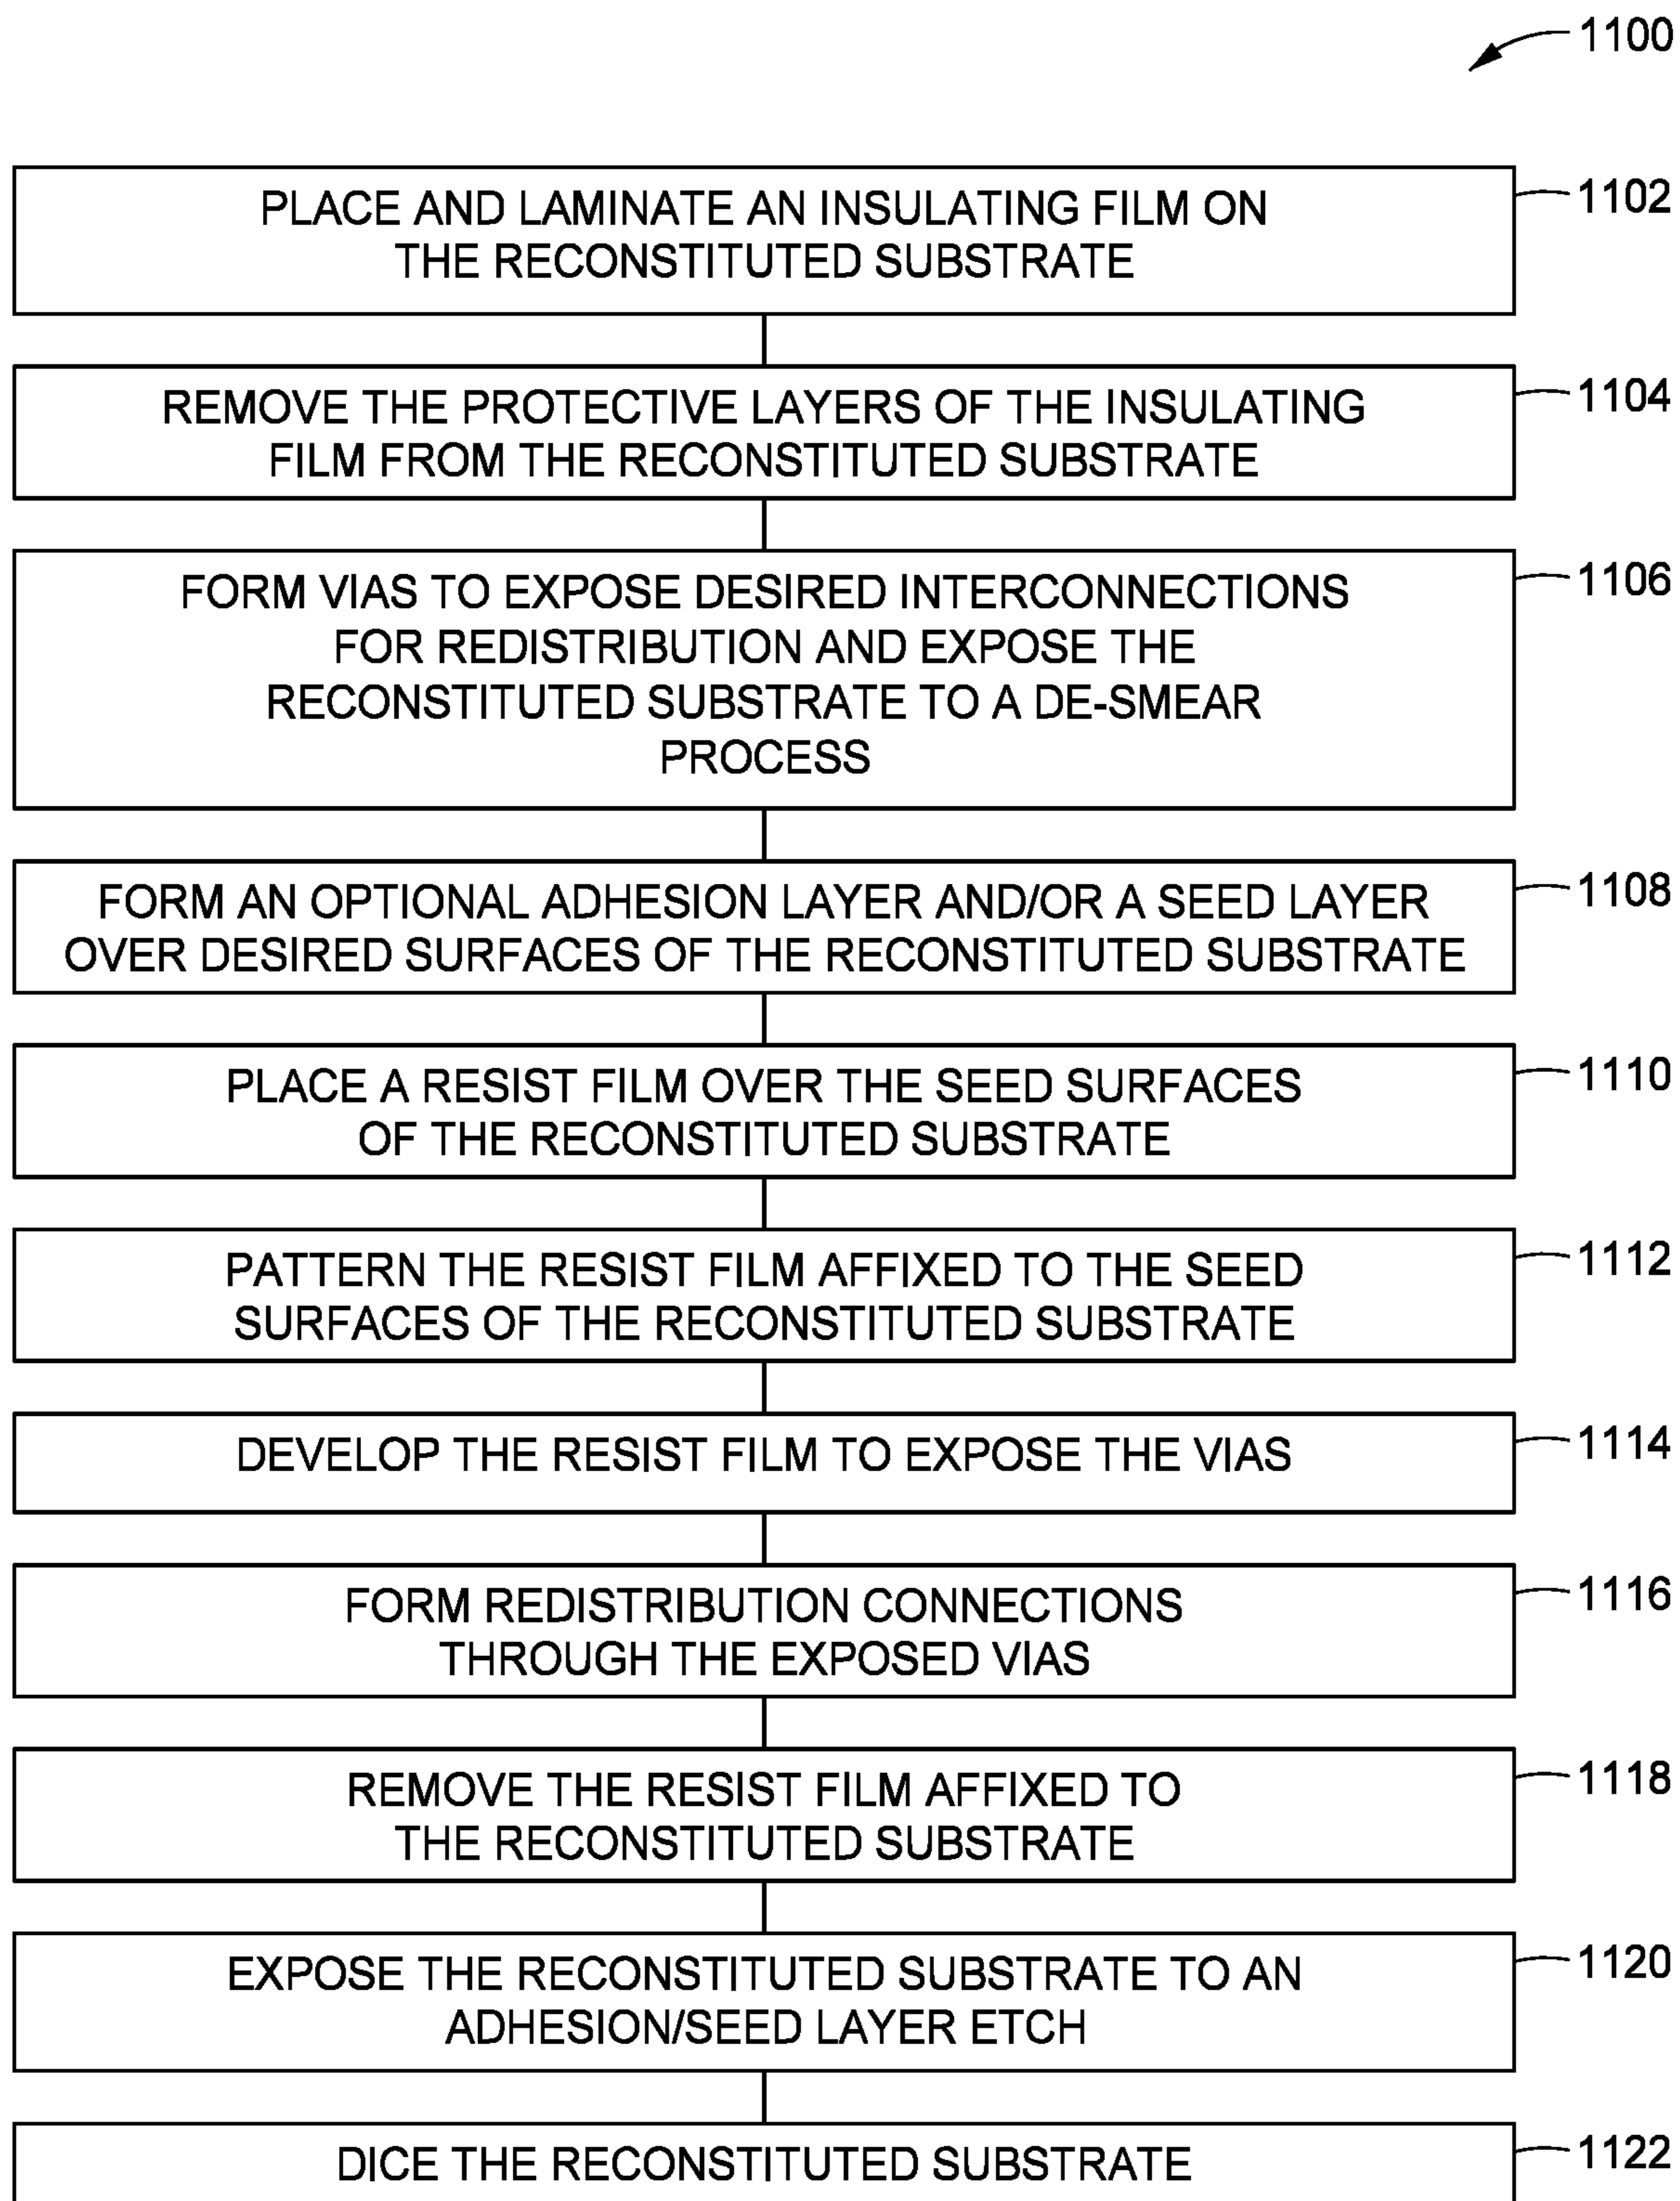 1100
PLACE AND LAMINATE AN INSULATING FILM ON
THE RECONSTITUTED SUBSTRATE
1102
REMOVE THE PROTECTIVE LAYERS OF THE INSULATING
FILM FROM THE RECONSTITUTED SUBSTRATE
1104
FORM VIAS TO EXPOSE DESIRED INTERCONNECTIONS
FOR REDISTRIBUTION AND EXPOSE THE
RECONSTITUTED SUBSTRATE TO A DE-SMEAR
PROCESS
1106
FORM AN OPTIONAL ADHESION LAYER AND/OR A SEED LAYER
OVER DESIRED SURFACES OF THE RECONSTITUTED SUBSTRATE
1108
PLACE A RESIST FILM OVER THE SEED SURFACES
OF THE RECONSTITUTED SUBSTRATE
1110
PATTERN THE RESIST FILM AFFIXED TO THE SEED
SURFACES OF THE RECONSTITUTED SUBSTRATE
1112
DEVELOP THE RESIST FILM TO EXPOSE THE VIAS
1114
FORM REDISTRIBUTION CONNECTIONS
THROUGH THE EXPOSED VIAS
1116
REMOVE THE RESIST FILM AFFIXED TO
THE RECONSTITUTED SUBSTRATE
1118
EXPOSE THE RECONSTITUTED SUBSTRATE TO AN
ADHESION/SEED LAYER ETCH
1120
DICE THE RECONSTITUTED SUBSTRATE
1122